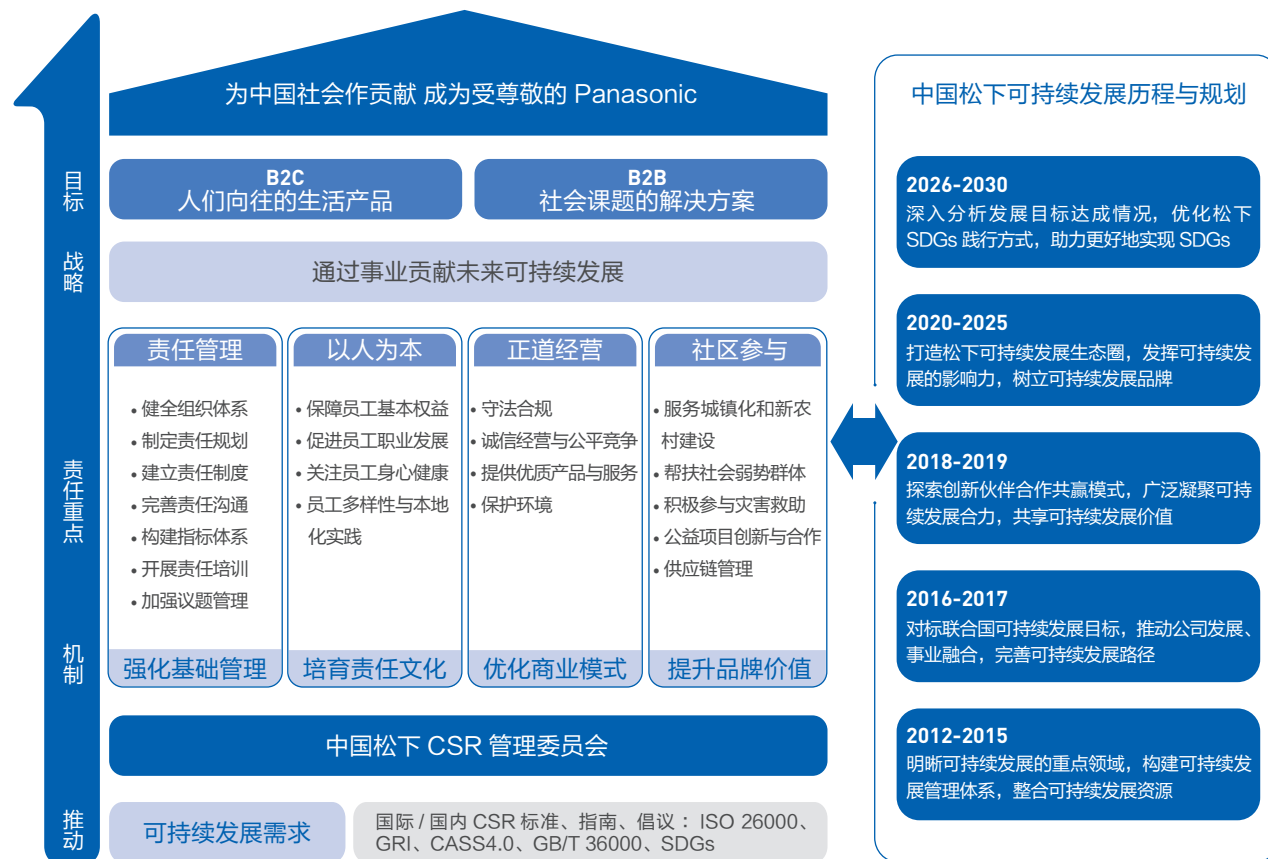 为中国社会作贡献 成为受尊敬的 Panasonic
目标
B2C
人们向往的生活产品
B2B
社会课题的解决方案
战略
通过事业贡献未来可持续发展
责任重点
责任管理
• 健全组织体系
• 制定责任规划
• 建立责任制度
• 完善责任沟通
• 构建指标体系
• 开展责任培训
• 加强议题管理
强化基础管理
以人为本
• 保障员工基本权益
• 促进员工职业发展
• 关注员工身心健康
• 员工多样性与本地
化实践
培育责任文化
正道经营
• 守法合规
• 诚信经营与公平竞争
• 提供优质产品与服务
• 保护环境
优化商业模式
社区参与
• 服务城镇化和新农
村建设
• 帮扶社会弱势群体
• 积极参与灾害救助
• 公益项目创新与合作
• 供应链管理
提升品牌价值
机制
中国松下 CSR 管理委员会
推动
可持续发展需求
国际 / 国内 CSR 标准、指南、倡议：ISO 26000、
GRI、CASS4.0、GB/T 36000、SDGs
中国松下可持续发展历程与规划
2026-2030
深入分析发展目标达成情况，优化松下
SDGs 践行方式，助力更好地实现 SDGs
2020-2025
打造松下可持续发展生态圈，发挥可持续发
展的影响力，树立可持续发展品牌
2018-2019
探索创新伙伴合作共赢模式，广泛凝聚可持
续发展合力，共享可持续发展价值
2016-2017
对标联合国可持续发展目标，推动公司发展、
事业融合，完善可持续发展路径
2012-2015
明晰可持续发展的重点领域，构建可持续发
展管理体系，整合可持续发展资源